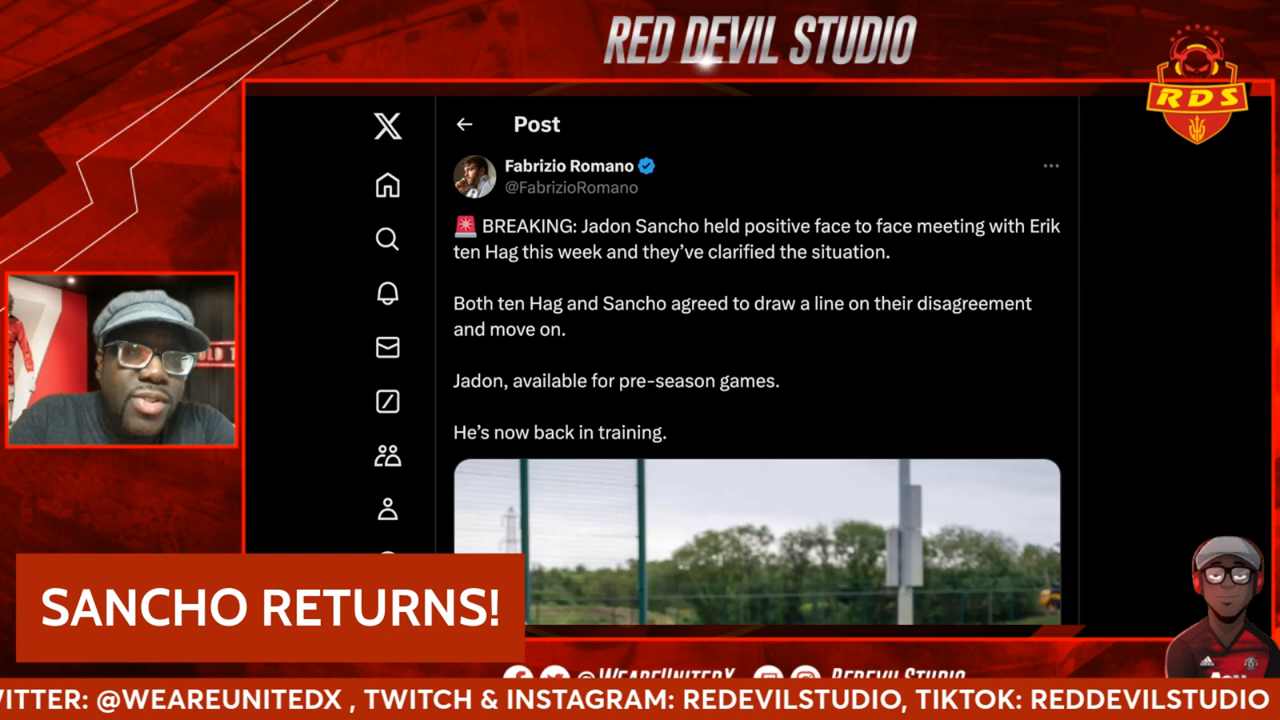 RED DEVIL STUDIO
RDS
Post
Fabrizio Romano
@FabrizioRomano
🚨 BREAKING: Jadon Sancho held positive face to face meeting with Erik
ten Hag this week and they’ve clarified the situation.
Both ten Hag and Sancho agreed to draw a line on their disagreement
and move on.
Jadon, available for pre-season games.
He’s now back in training.
OLD T
SANCHO RETURNS!
@WEAREUNITEDX
REDEVILSTUDIO
WITTER: @WEAREUNITEDX , TWITCH & INSTAGRAM: REDEVILSTUDIO, TIKTOK: REDDEVILSTUDIO